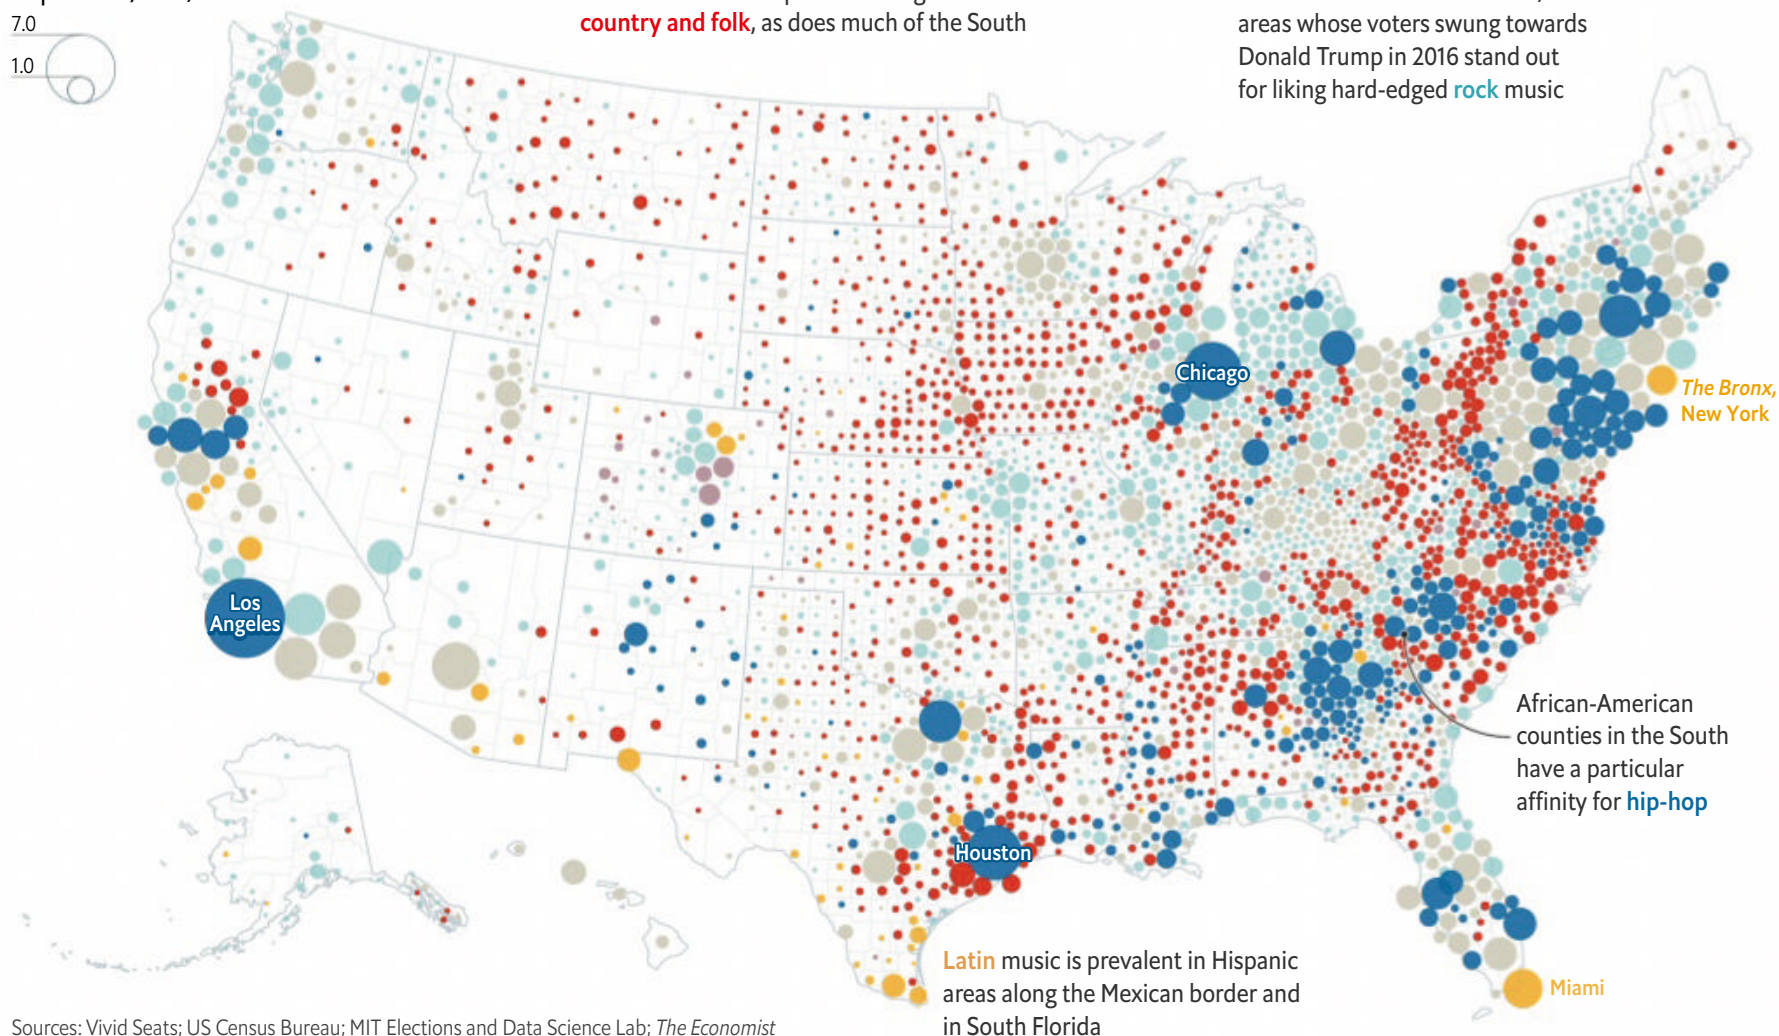 7.0
1.0
country and folk, as does much of the South
areas whose voters swung towards
Donald Trump in 2016 stand out
for liking hard-edged rock music
Chicago
The Bronx,
New York
Los
Angeles
African-American
counties in the South
have a particular
affinity for hip-hop
Houston
Latin music is prevalent in Hispanic
areas along the Mexican border and
in South Florida
Miami
Sources: Vivid Seats; US Census Bureau; MIT Elections and Data Science Lab; The Economist